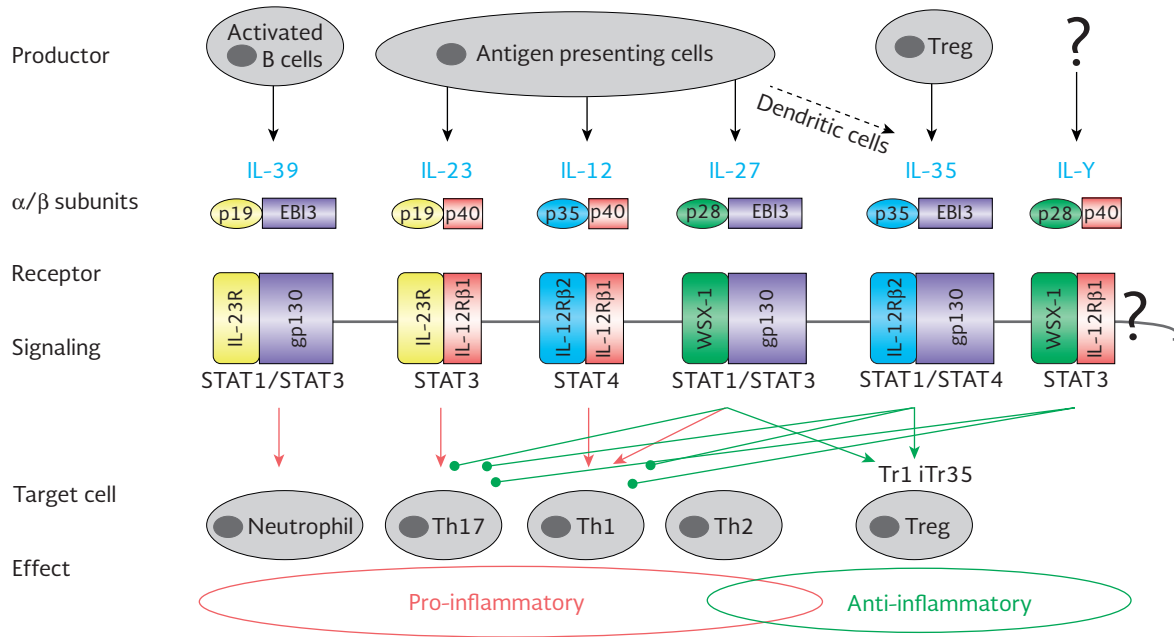 Productor
Activated
B cells
Antigen presenting cells
Treg
?
Dendritic cells
IL-39
IL-23
IL-12
IL-27
IL-35
IL-Y
α/β subunits
p19 EBI3
p19 p40
p35 p40
p28 EBI3
p35 EBI3
p28 p40
Receptor
IL-23R gp130
IL-23R IL-12Rβ1
IL-12Rβ2 IL-12Rβ1
WSX-1 gp130
IL-12Rβ2 gp130
WSX-1 IL-12Rβ1
?
Signaling
STAT1/STAT3
STAT3
STAT4
STAT1/STAT3
STAT1/STAT4
STAT3
Tr1 iTr35
Target cell
Neutrophil
Th17
Th1
Th2
Treg
Effect
Pro-inflammatory
Anti-inflammatory